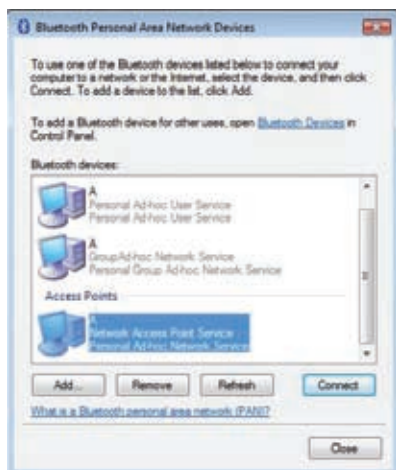 Bluetooth Personal Area Network Devices
To use one of the Bluetooth devices listed below to connect your
computer to a network or the Internet, select the device, and then click
Connect. To add a device to the list, click Add.
To add a Bluetooth device for other uses, open Bluetooth Devices in
Control Panel.
Bluetooth devices:
A
Personal Ad-hoc User Service
Personal Ad-hoc User Service
A
GroupAd-hoc Network Service
Personal Group Ad-hoc Network Service
Access Points
A
Network Access Point Service
Personal Ad-hoc Network Service
Add...
Remove
Refresh
Connect
What is a Bluetooth personal area network (PAN)?
Close